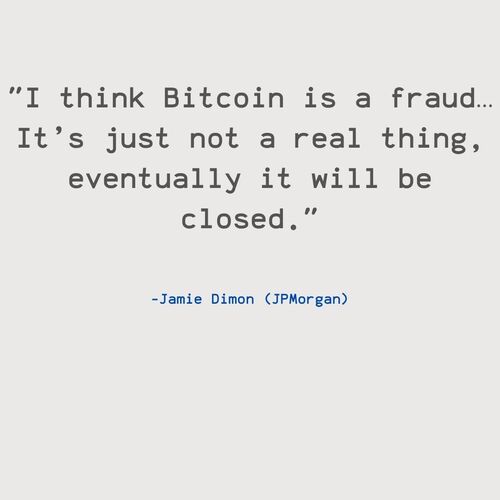 "I think Bitcoin is a fraud…
It’s just not a real thing,
eventually it will be
closed."
-Jamie Dimon (JPMorgan)